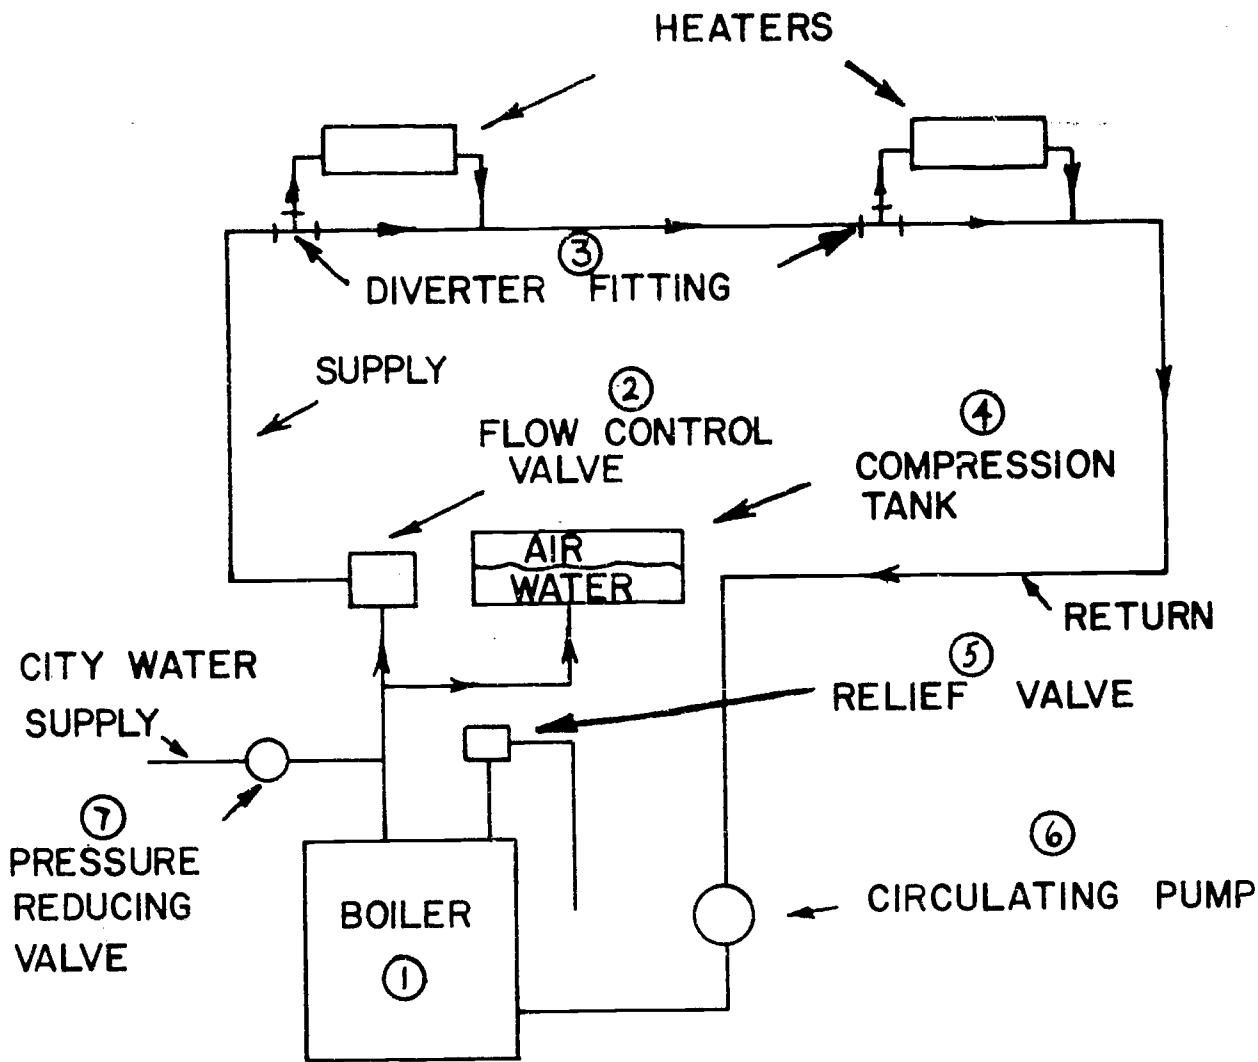 HEATERS
③
DIVERTER FITTING
SUPPLY
②
FLOW CONTROL
VALVE
④
COMPRESSION
TANK
AIR
WATER
RETURN
CITY WATER
SUPPLY
⑤
RELIEF VALVE
⑦
PRESSURE
REDUCING
VALVE
⑥
CIRCULATING PUMP
BOILER
①